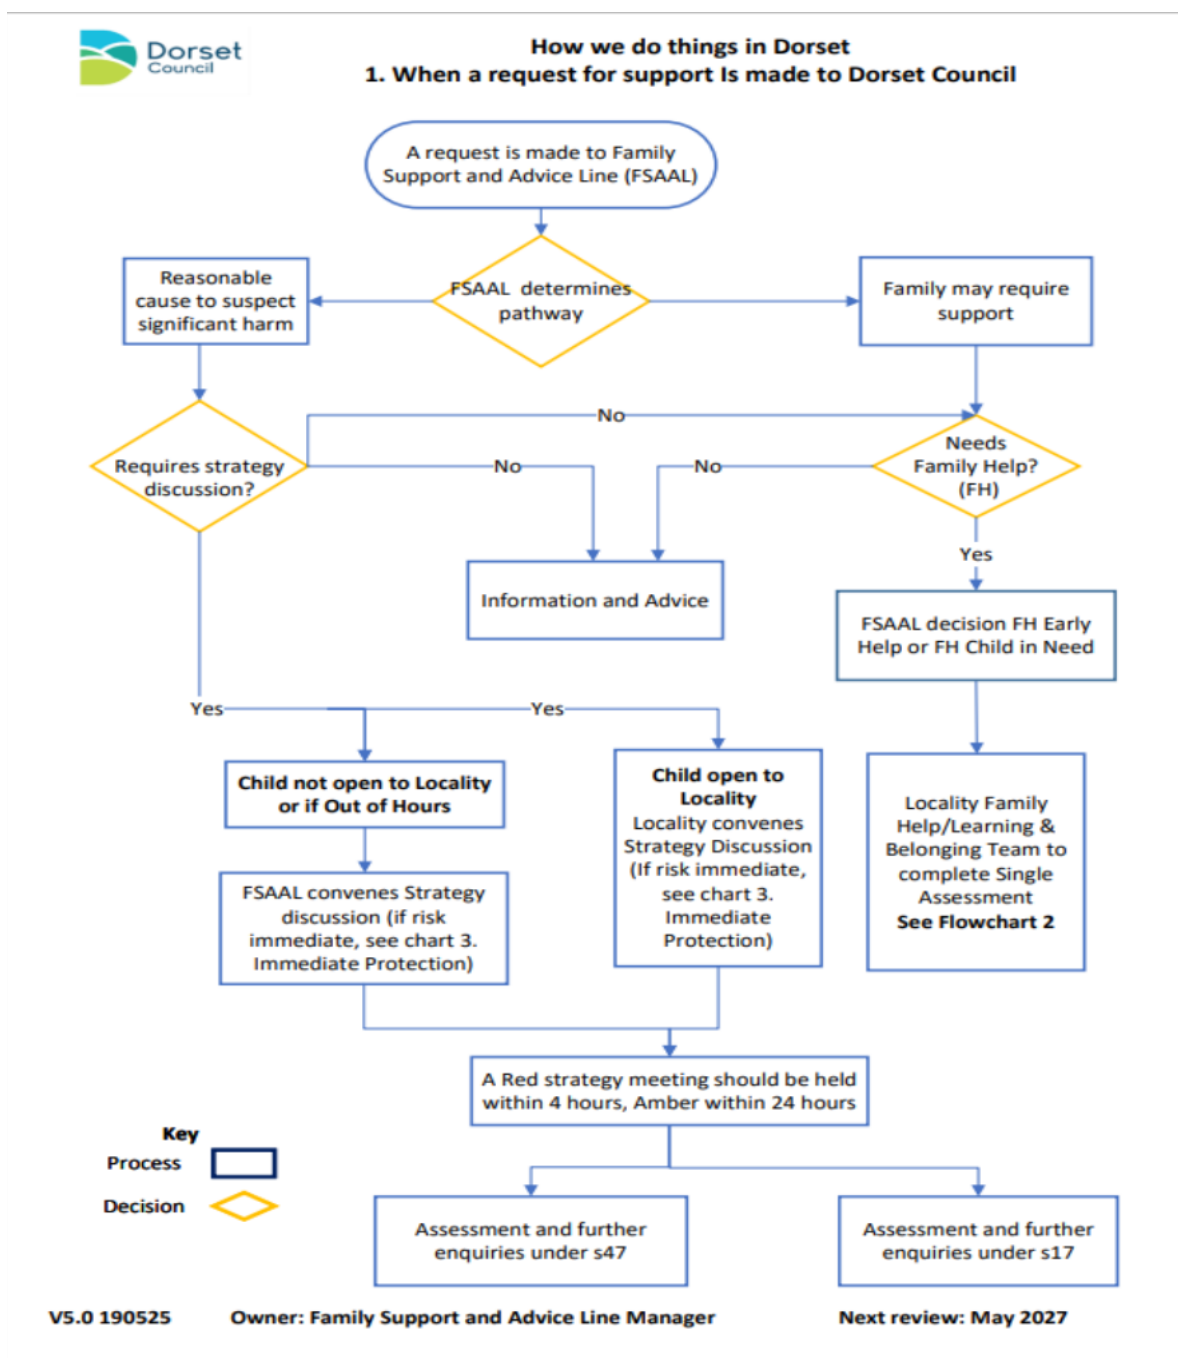 Dorset
Council
How we do things in Dorset
1. When a request for support Is made to Dorset Council
A request is made to Family
Support and Advice Line (FSAAL)
Reasonable
cause to suspect
significant harm
FSAAL determines
pathway
Family may require
support
No
Requires strategy
discussion?
No
No
Needs
Family Help?
(FH)
Yes
Information and Advice
FSAAL decision FH Early
Help or FH Child in Need
Yes
Yes
Child not open to Locality
or if Out of Hours
Child open to
Locality
Locality convenes
Strategy Discussion
(If risk immediate,
see chart 3.
Immediate
Protection)
Locality Family
Help/Learning &
Belonging Team to
complete Single
Assessment
See Flowchart 2
FSAAL convenes Strategy
discussion (if risk
immediate, see chart 3.
Immediate Protection)
A Red strategy meeting should be held
within 4 hours, Amber within 24 hours
Key
Process
Decision
Assessment and further
enquiries under s47
Assessment and further
enquiries under s17
V5.0 190525 Owner: Family Support and Advice Line Manager Next review: May 2027